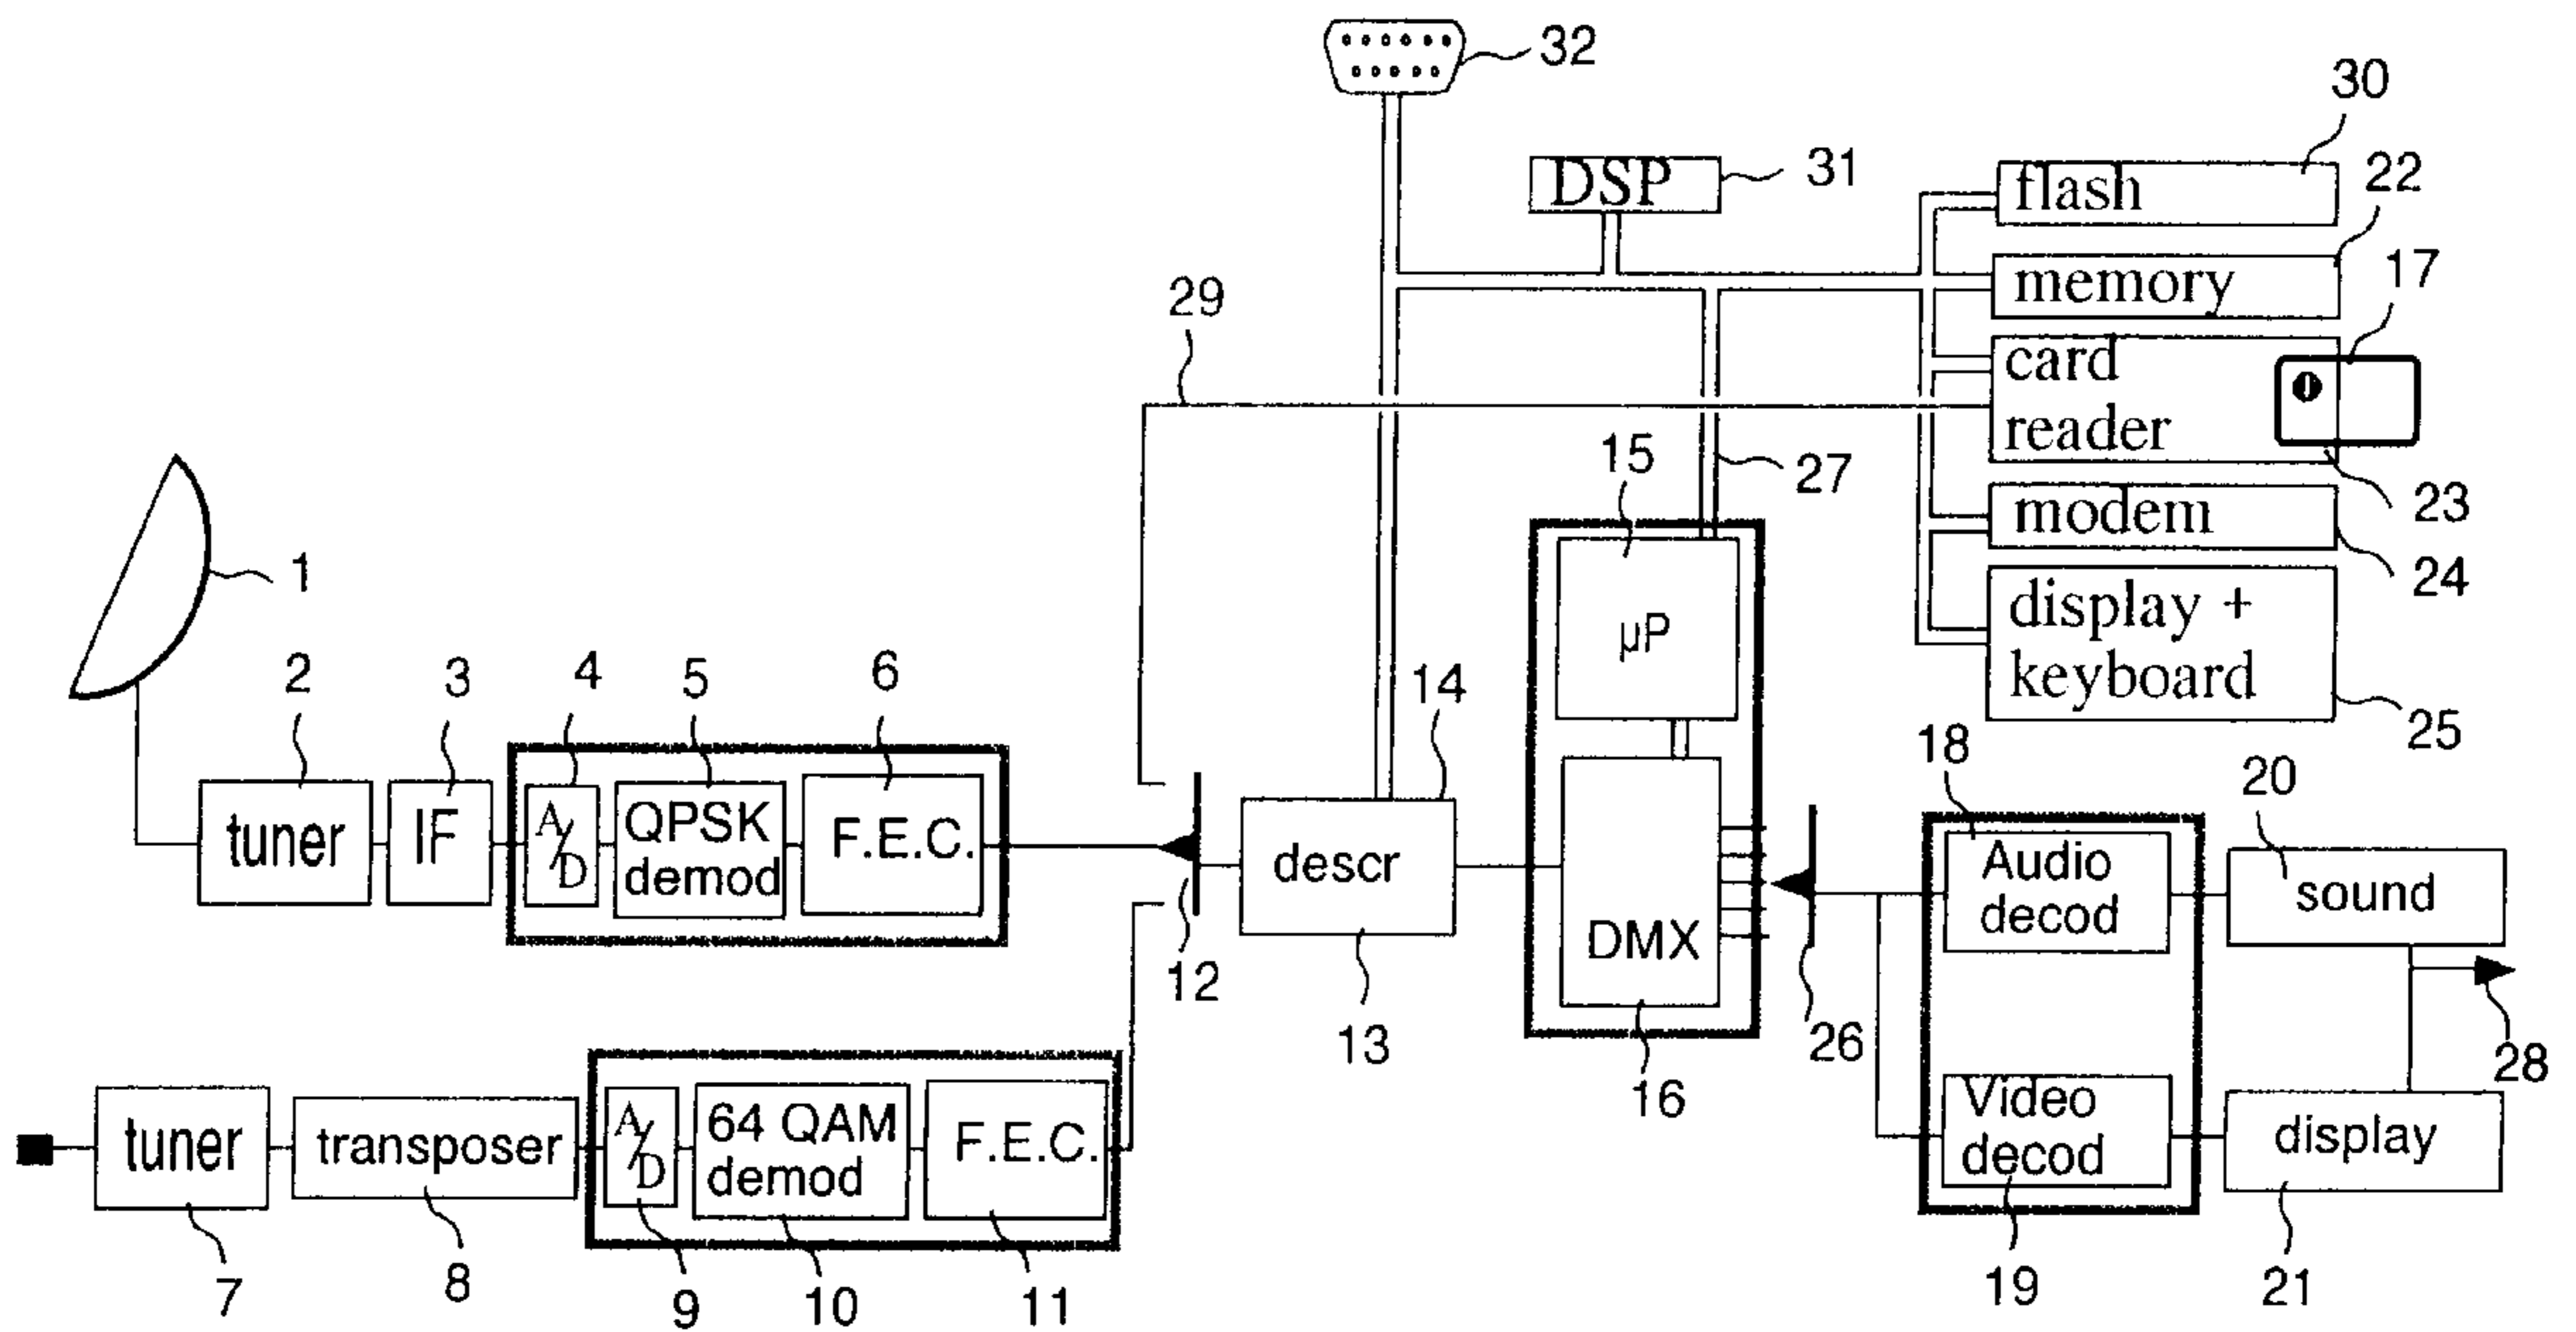 32
30
DSP
31
flash
22
memory
17
29
card
reader
15
27
23
modem
24
1
display +
keyboard
µP
25
2
3
4
5
6
14
18
20
tuner
IF
A/D
QPSK
demod
F.E.C.
descr
DMX
Audio
decod
sound
12
13
16
26
28
tuner
transposer
A/D
64 QAM
demod
F.E.C.
Video
decod
display
7
8
9
10
11
19
21